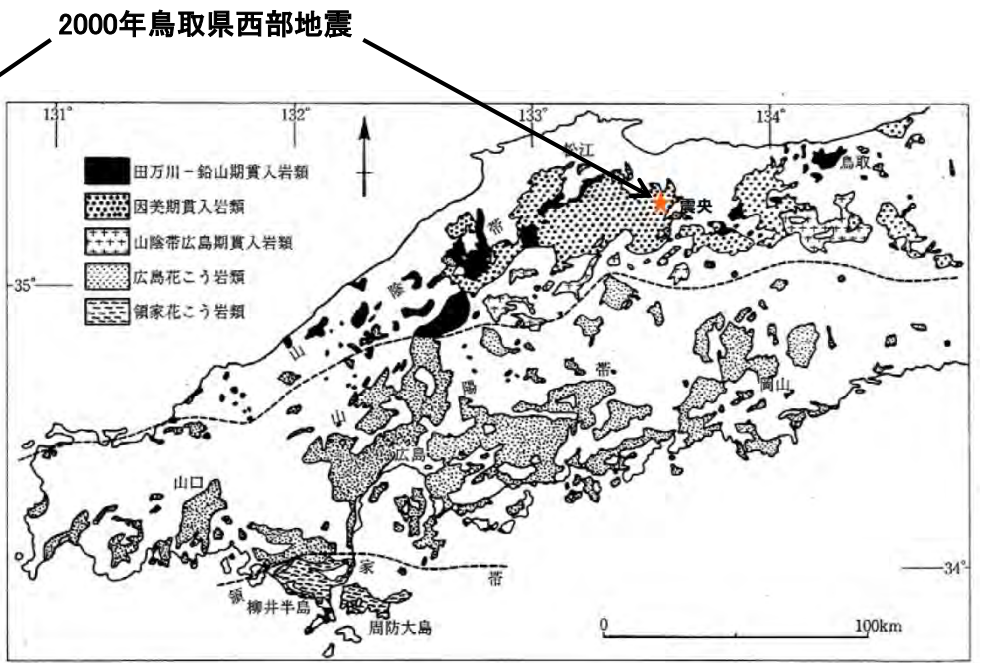 2000年鳥取県西部地震
131°
132°
133°
134°
田万川－鉛山期貫入岩類
因美期貫入岩類
山陰帯広島期貫入岩類
広島花こう岩類
領家花こう岩類
松江
鳥取
震央
35°
山
陰
帯
山
陽
帯
岡山
広島
山口
領
家
帯
34°
柳井半島
周防大島
0
100km